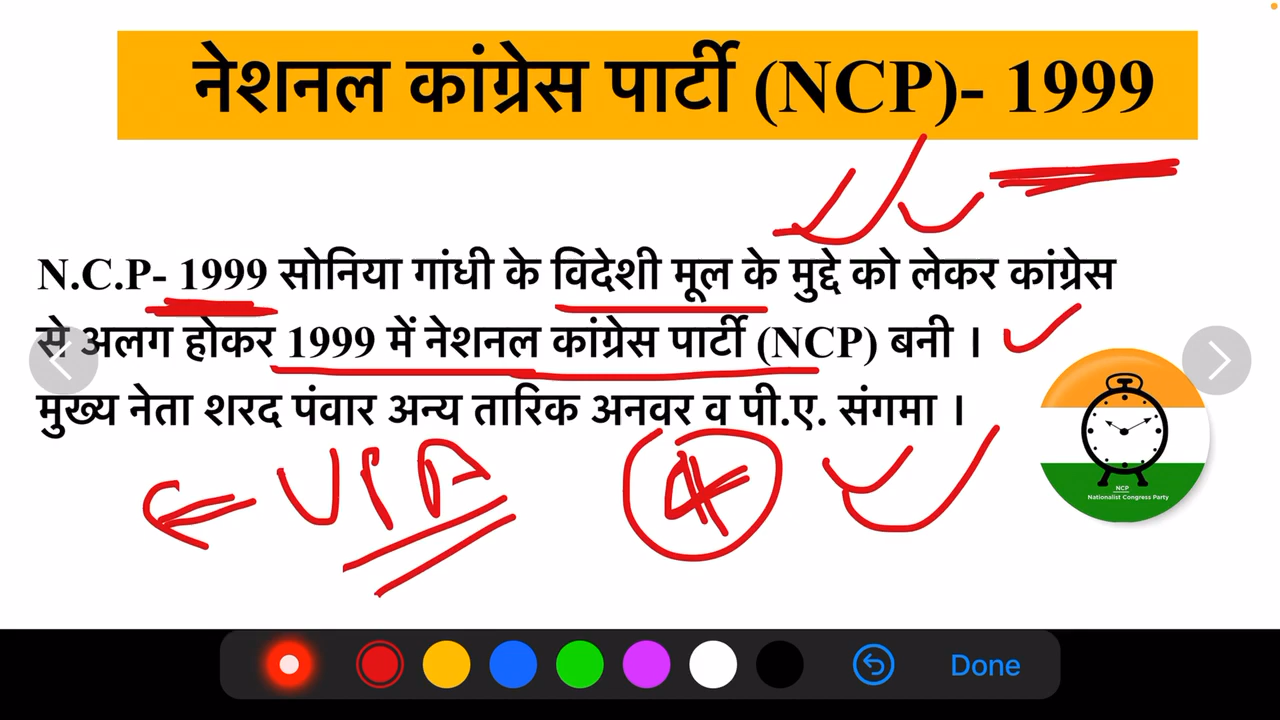 नेशनल कांग्रेस पार्टी (NCP)- 1999
N.C.P- 1999 सोनिया गांधी के विदेशी मूल के मुद्दे को लेकर कांग्रेस
से अलग होकर 1999 में नेशनल कांग्रेस पार्टी (NCP) बनी ।
मुख्य नेता शरद पंवार अन्य तारिक अनवर व पी.ए. संगमा ।
UPA
NCP
Nationalist Congress Party
Done